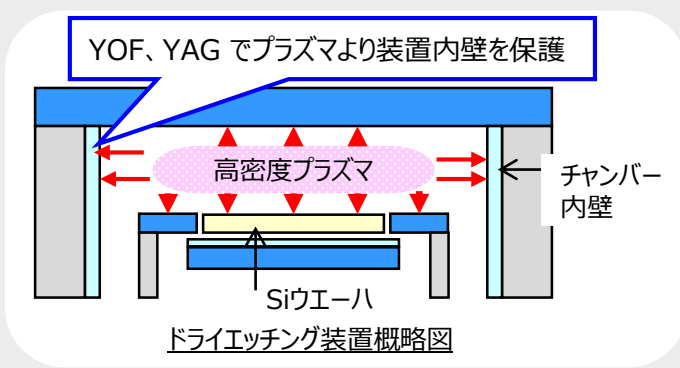 YOF、YAG でプラズマより装置内壁を保護
高密度プラズマ
チャンバー
内壁
Siウエーハ
ドライエッチング装置概略図